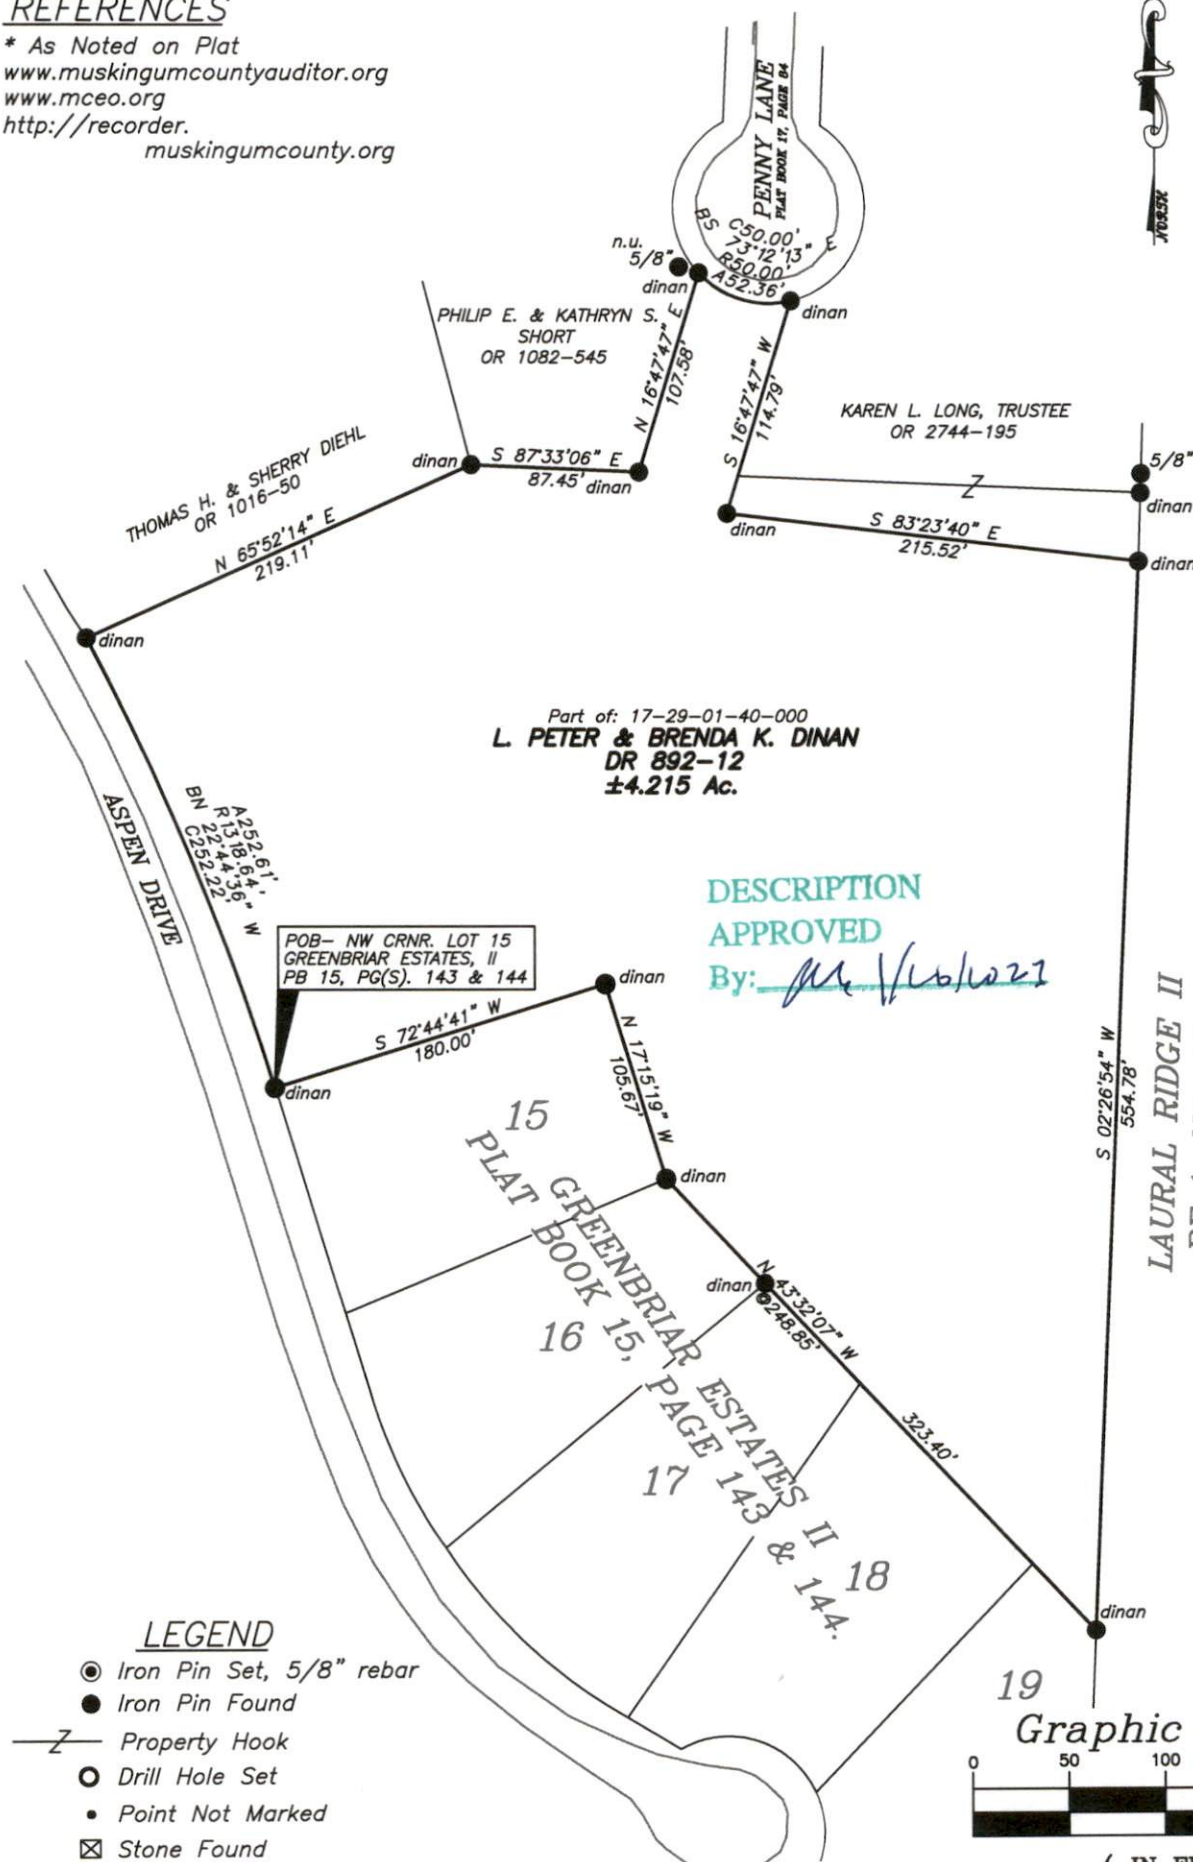 REFERENCES
* As Noted on Plat
www.muskingumcountyauditor.org
www.mceo.org
http://recorder.
muskingumcounty.org
PENNY LANE
PLAT BOOK 17, PAGE 84
BS 73°12'13" E
C50.00'
R50.00'
A52.36'
n.u.
5/8"
dinan
dinan
PHILIP E. & KATHRYN S.
SHORT
OR 1082-545
N 16°47'47" E
107.58'
S 16°47'47" W
114.79'
KAREN L. LONG, TRUSTEE
OR 2744-195
5/8"
dinan
Z
THOMAS H. & SHERRY DIEHL
OR 1016-50
dinan
S 87°33'06" E
87.45'
dinan
N 65°52'14" E
219.11'
dinan
S 83°23'40" E
215.52'
dinan
dinan
Part of: 17-29-01-40-000
L. PETER & BRENDA K. DINAN
DR 892-12
±4.215 Ac.
A252.61'
R1318.64'
BN 22°44'36" W
C252.22'
ASPEN DRIVE
DESCRIPTION
APPROVED
By:
POB- NW CRNR. LOT 15
GREENBRIAR ESTATES, II
PB 15, PG(S). 143 & 144
dinan
S 72°44'41" W
180.00'
dinan
N 17°15'19" W
105.67'
dinan
S 02°26'54" W
554.78'
LAURAL RIDGE II
15
GREENBRIAR ESTATES II
PLAT BOOK 15, PAGE 143 & 144.
dinan
N 43°32'07" W
248.85'
16
323.40'
17
18
dinan
19
LEGEND
Iron Pin Set, 5/8" rebar
Iron Pin Found
Z Property Hook
Drill Hole Set
Point Not Marked
Stone Found
Graphic
0 50 100
( IN